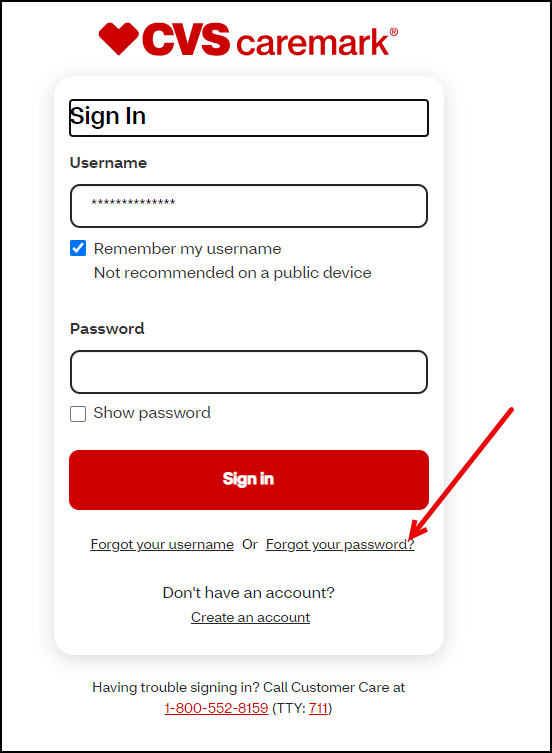 CVS caremark®
Sign In
Username
**************
Remember my username
Not recommended on a public device
Password
Show password
Sign in
Forgot your username Or Forgot your password?
Don't have an account?
Create an account
Having trouble signing in? Call Customer Care at
1-800-552-8159 (TTY: 711)